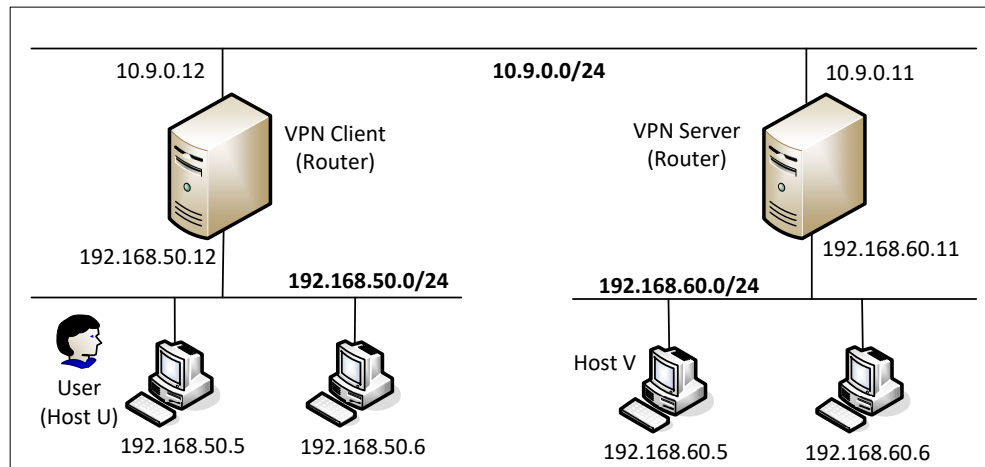 10.9.0.12
10.9.0.0/24
10.9.0.11
VPN Client
(Router)
VPN Server
(Router)
192.168.50.12
192.168.60.11
192.168.50.0/24
192.168.60.0/24
User
(Host U)
Host V
192.168.50.5
192.168.50.6
192.168.60.5
192.168.60.6